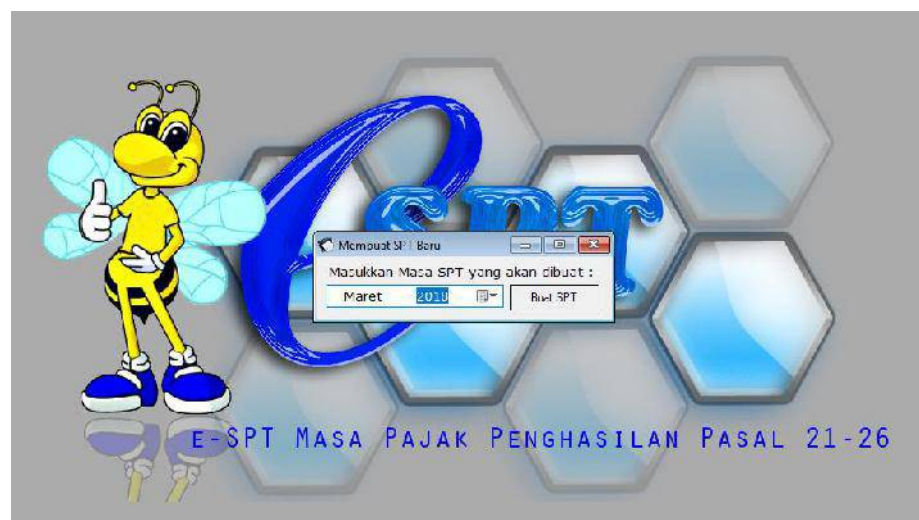 eSPT
Membuat SPT Baru
Masukkan Masa SPT yang akan dibuat :
Maret 2018
Buat SPT
e-SPT MASA PAJAK PENGHASILAN PASAL 21-26